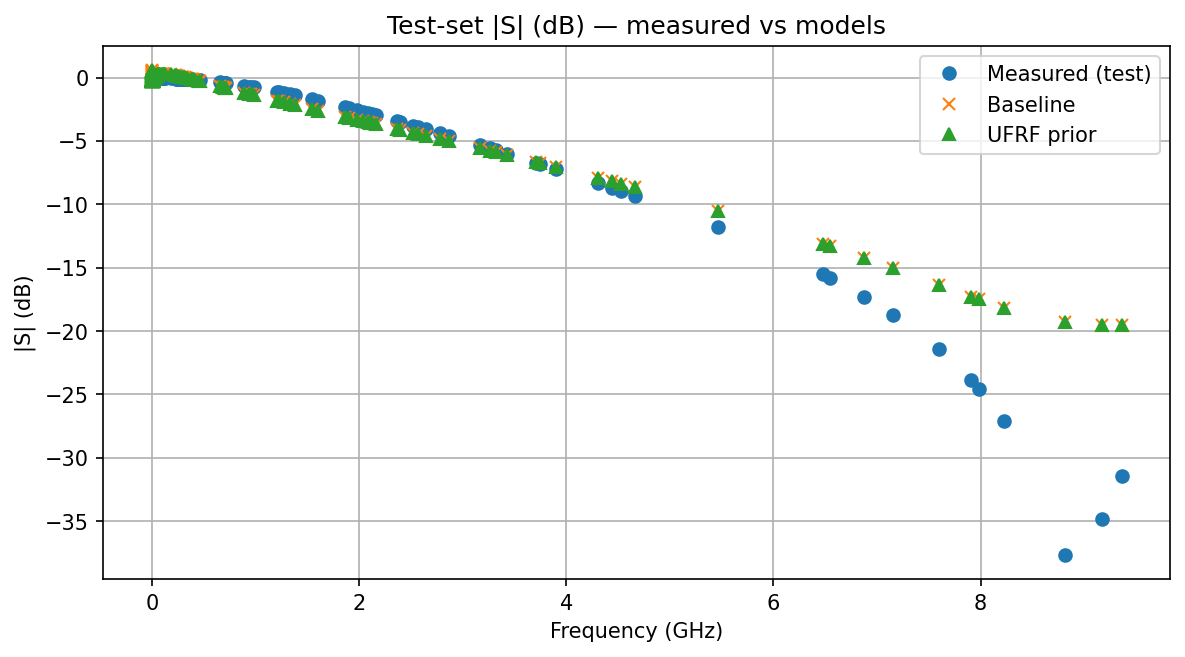 Test-set |S| (dB) — measured vs models
Measured (test)
Baseline
UFRF prior
|S| (dB)
0
−5
−10
−15
−20
−25
−30
−35
0 2 4 6 8
Frequency (GHz)